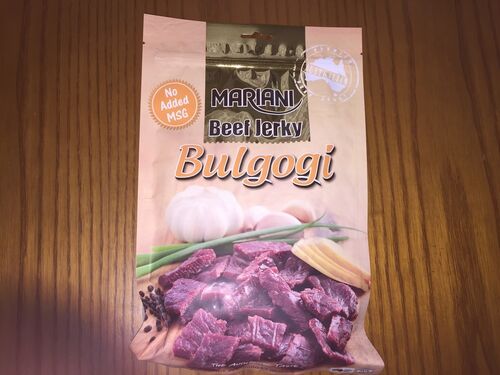 No
Added
MSG
MARIANI
Beef Jerky
Bulgogi